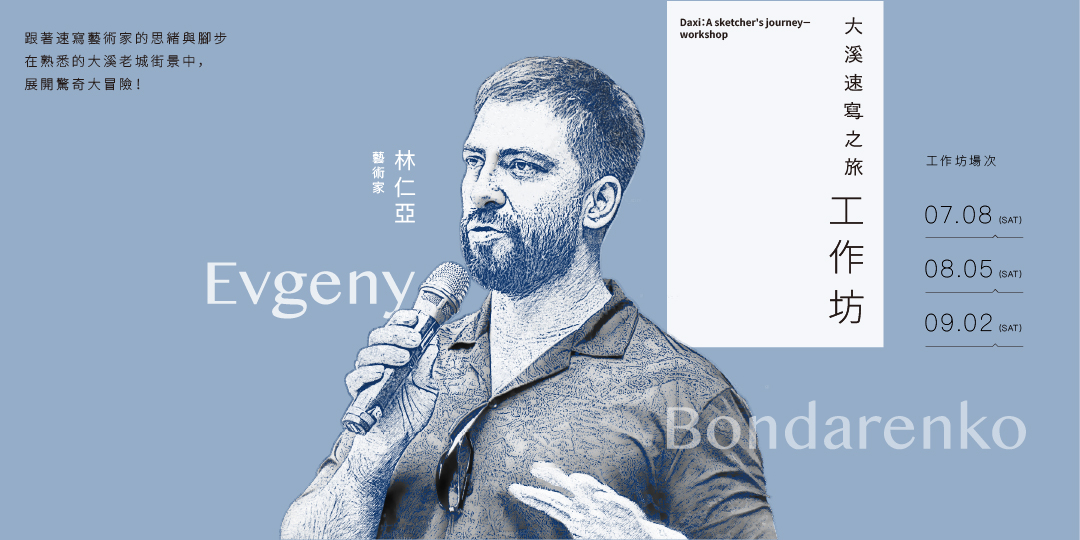 跟著速寫藝術家的思緒與腳步
在熟悉的大溪老城街景中，
展開驚奇大冒險！
Daxi：A sketcher's journey—
workshop
大溪速寫之旅
工作坊
林仁亞
藝術家
Evgeny
Bondarenko
工作坊場次
07.08 (SAT)
08.05 (SAT)
09.02 (SAT)